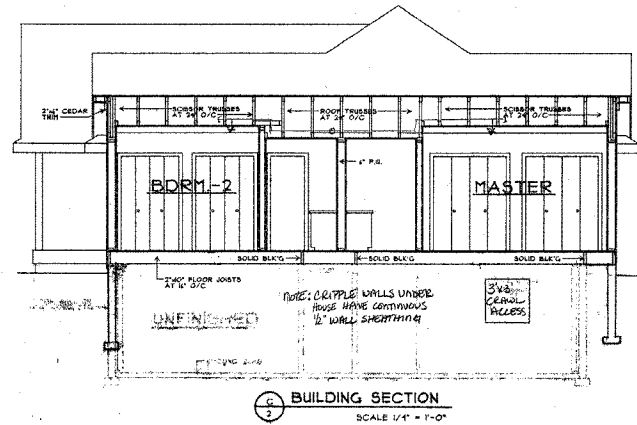 2"x6" CEDAR
TRIM
SCISSOR TRUSSES
AT 24" O/C
ROOF TRUSSES
AT 24" O/C
SCISSOR TRUSSES
AT 24" O/C
6" P.G.
BDRM.-2
MASTER
SOLID BLK'G
SOLID BLK'G
SOLID BLK'G
2"x10" FLOOR JOISTS
AT 16" O/C
NOTE: CRIPPLE WALLS UNDER
HOUSE HAVE CONTINUOUS
1/2" WALL SHEATHING
3'x3'
CRAWL
ACCESS
UNFINISHED
C
2
BUILDING SECTION
SCALE 1/4" = 1'-0"